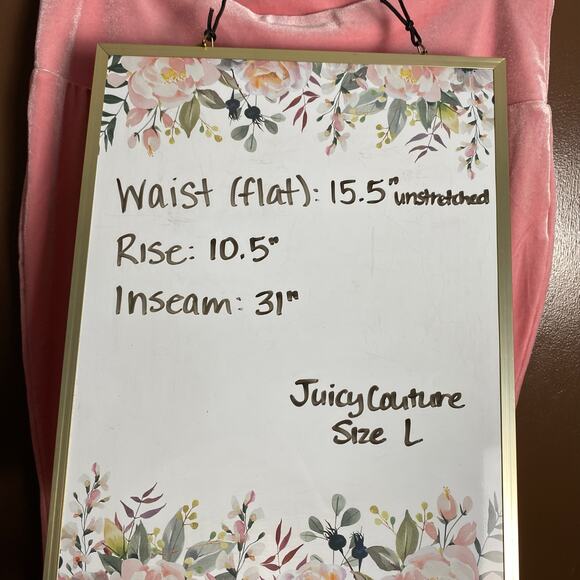 Waist (flat): 15.5" unstretched
Rise: 10.5"
Inseam: 31"
Juicy Couture
Size L